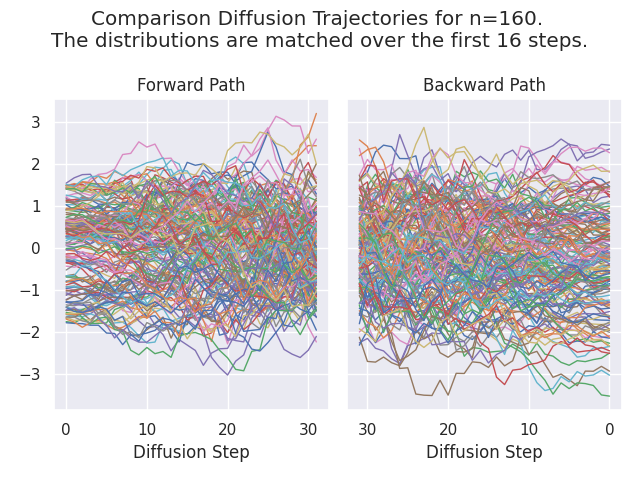 Comparison Diffusion Trajectories for n=160.
The distributions are matched over the first 16 steps.
Forward Path
Backward Path
3
2
1
0
−1
−2
−3
0 10 20 30
30 20 10 0
Diffusion Step
Diffusion Step